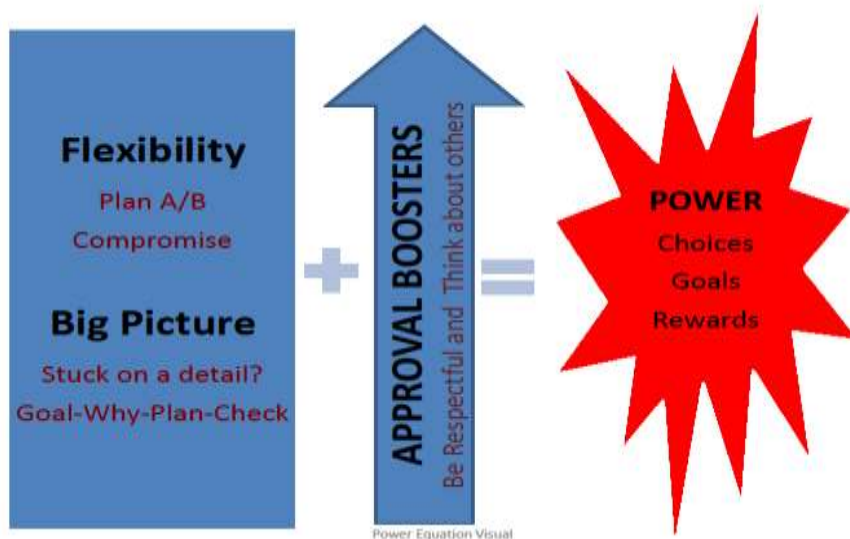 Flexibility
Plan A/B
Compromise
Big Picture
Stuck on a detail?
Goal-Why-Plan-Check
+
APPROVAL BOOSTERS
Be Respectful and Think about others
=
POWER
Choices
Goals
Rewards
Power Equation Visual